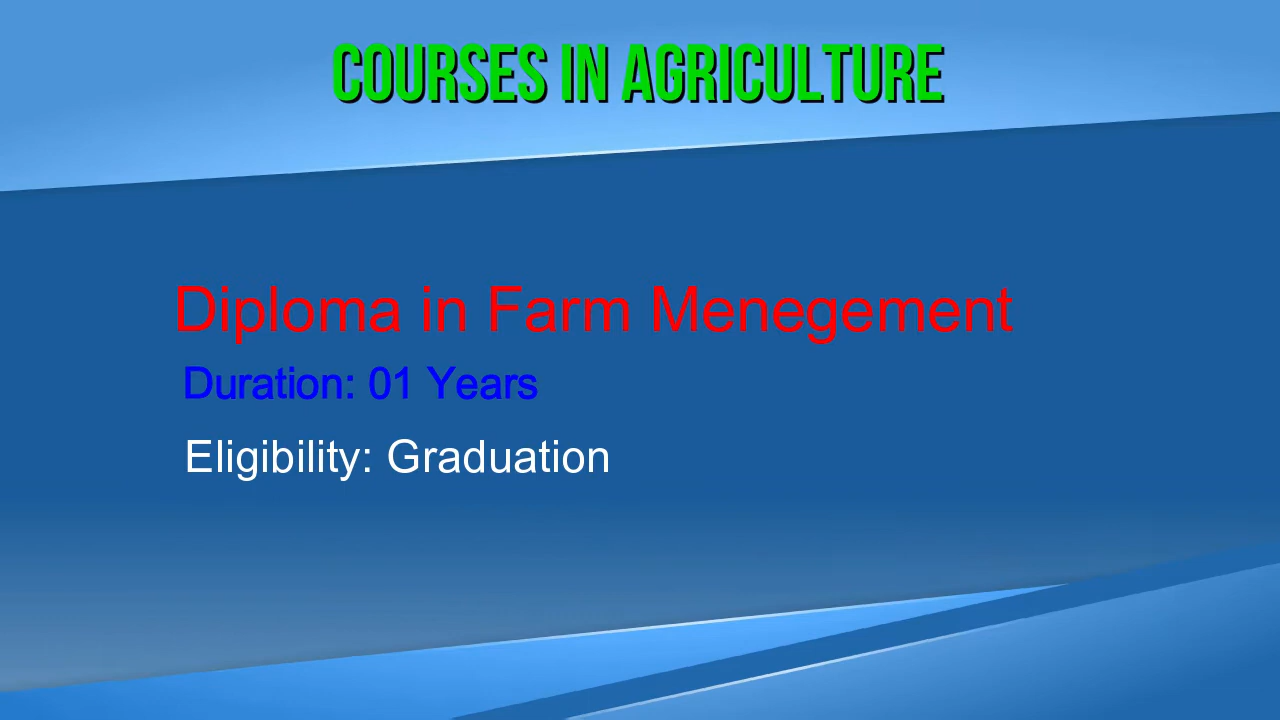 COURSES IN AGRICULTURE
Diploma in Farm Menegement
Duration: 01 Years
Eligibility: Graduation